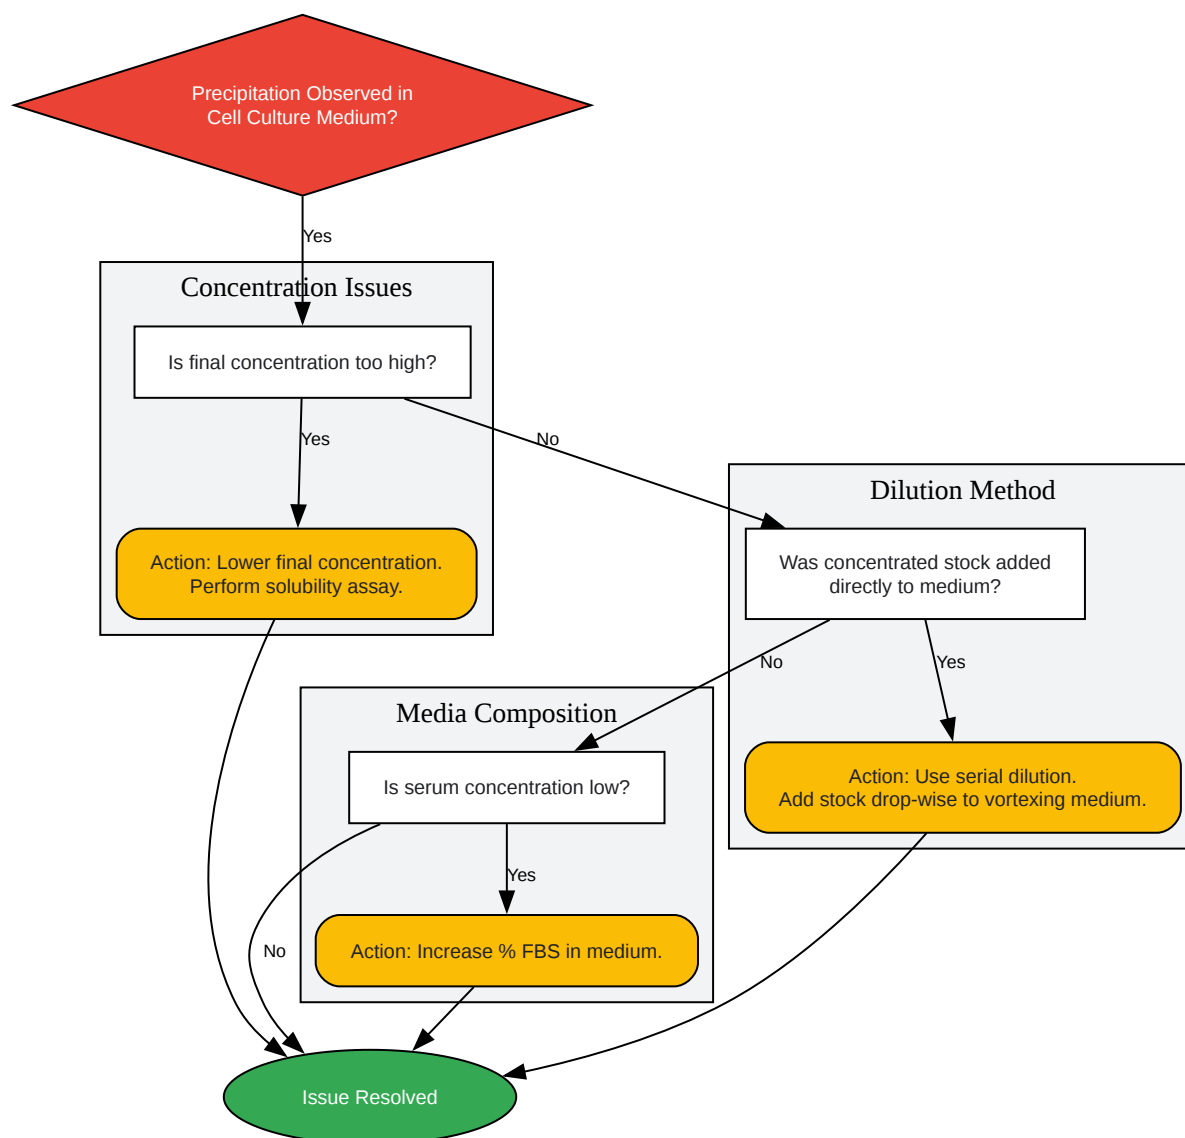 Precipitation Observed in
Cell Culture Medium?
Yes
Concentration Issues
Is final concentration too high?
Yes
No
Action: Lower final concentration.
Perform solubility assay.
Dilution Method
Was concentrated stock added
directly to medium?
No
Yes
Action: Use serial dilution.
Add stock drop-wise to vortexing medium.
Media Composition
Is serum concentration low?
Yes
No
Action: Increase % FBS in medium.
Issue Resolved